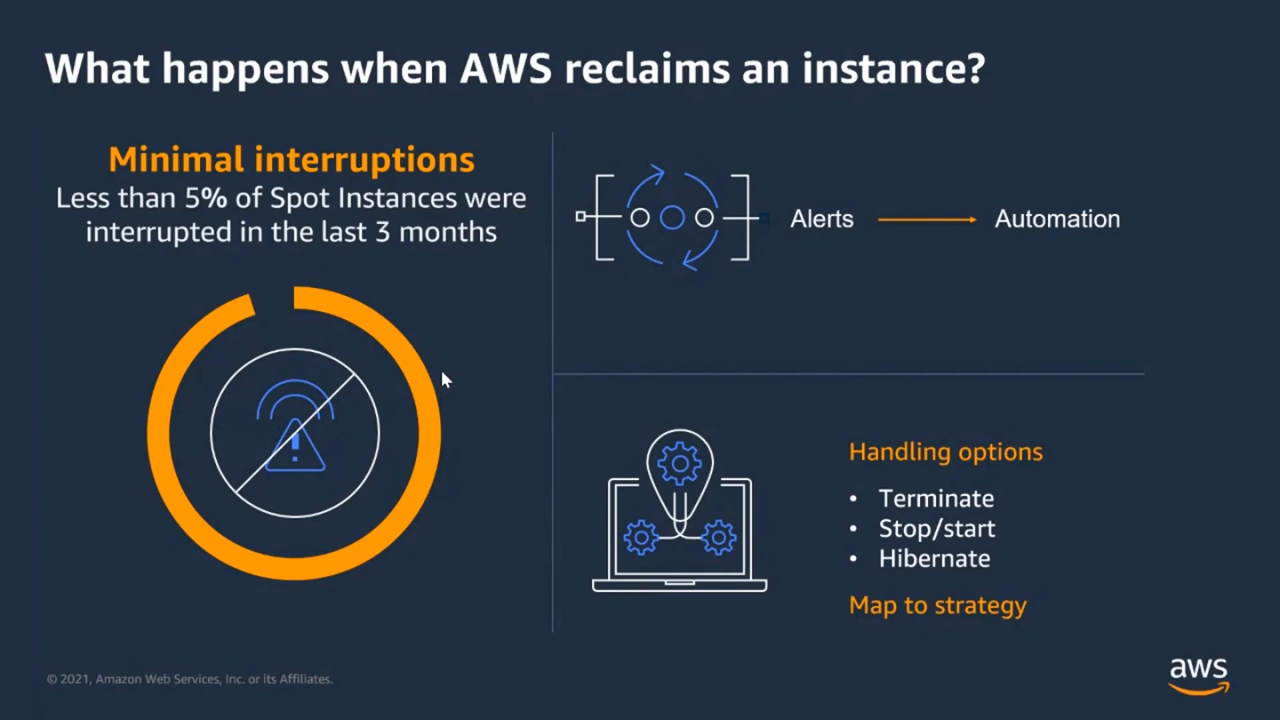 What happens when AWS reclaims an instance?
Minimal interruptions
Less than 5% of Spot Instances were
interrupted in the last 3 months
Alerts
Automation
Handling options
• Terminate
• Stop/start
• Hibernate
Map to strategy
© 2021, Amazon Web Services, Inc. or its Affiliates.
aws